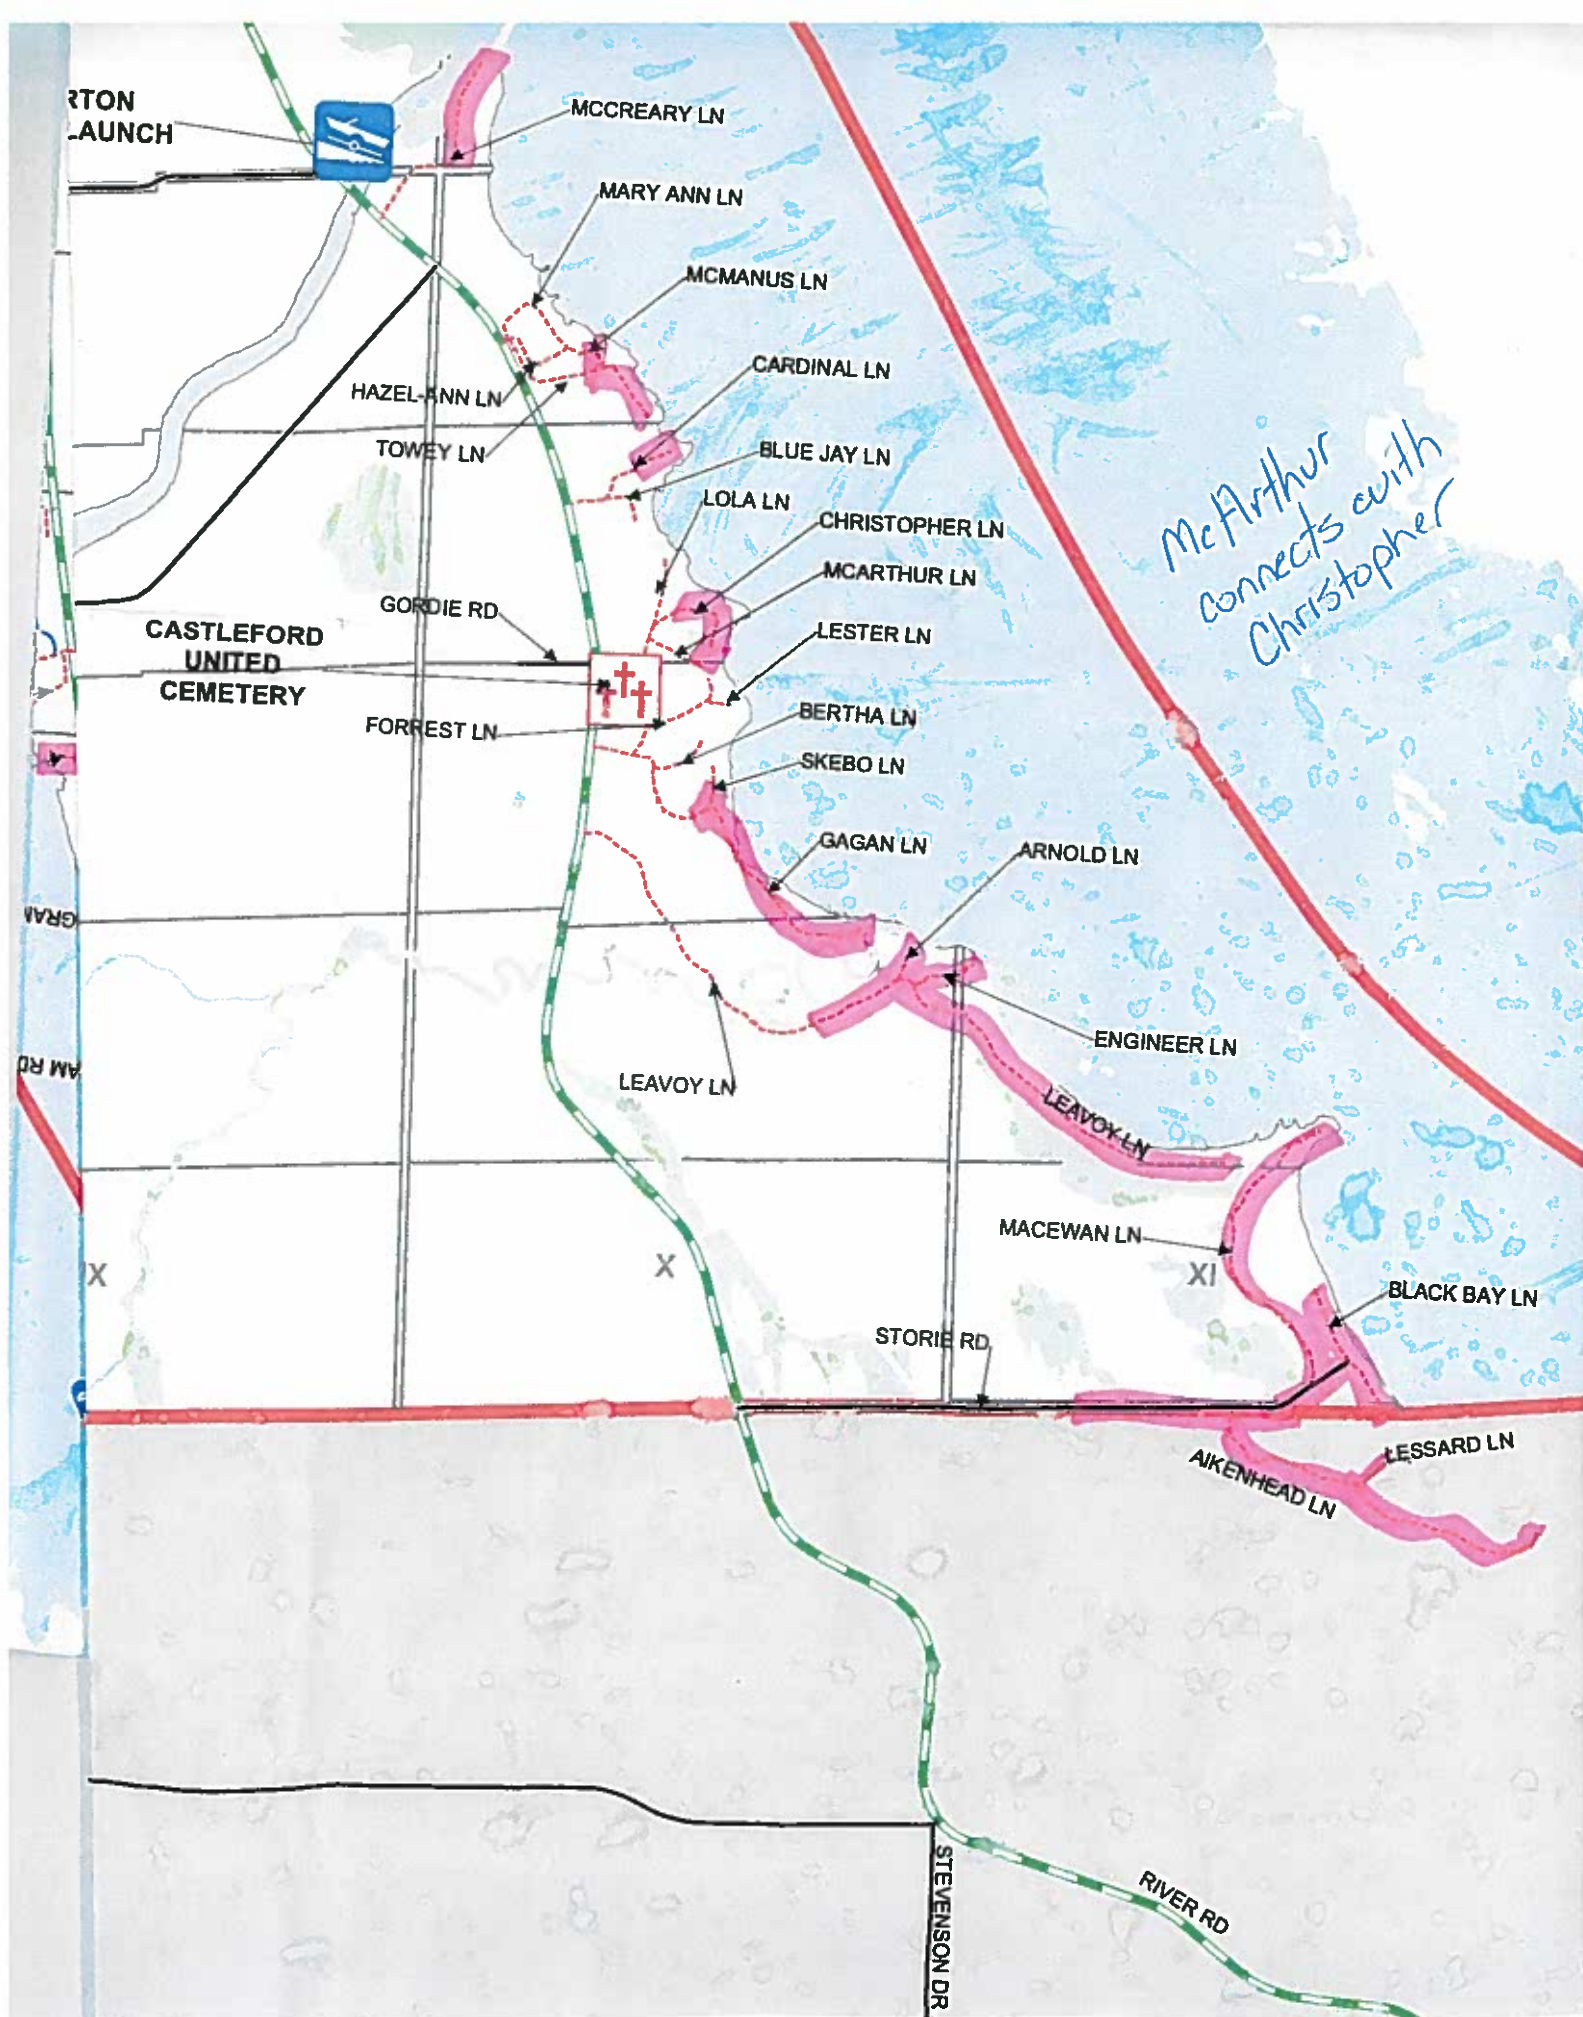 RTON
LAUNCH
MCCREARY LN
MARY ANN LN
MCMANUS LN
CARDINAL LN
HAZEL-ANN LN
TOWEY LN
BLUE JAY LN
LOLA LN
CHRISTOPHER LN
MCARTHUR LN
McArthur
connects with
Christopher
GORDIE RD
CASTLEFORD
UNITED
CEMETERY
LESTER LN
FORREST LN
BERTHA LN
SKEBO LN
GAGAN LN
ARNOLD LN
GRAM
ENGINEER LN
AM RD
LEAVOY LN
LEAVOY LN
MACEWAN LN
IX
X
XI
BLACK BAY LN
STORIE RD
LESSARD LN
AIKENHEAD LN
STEVENSON DR
RIVER RD